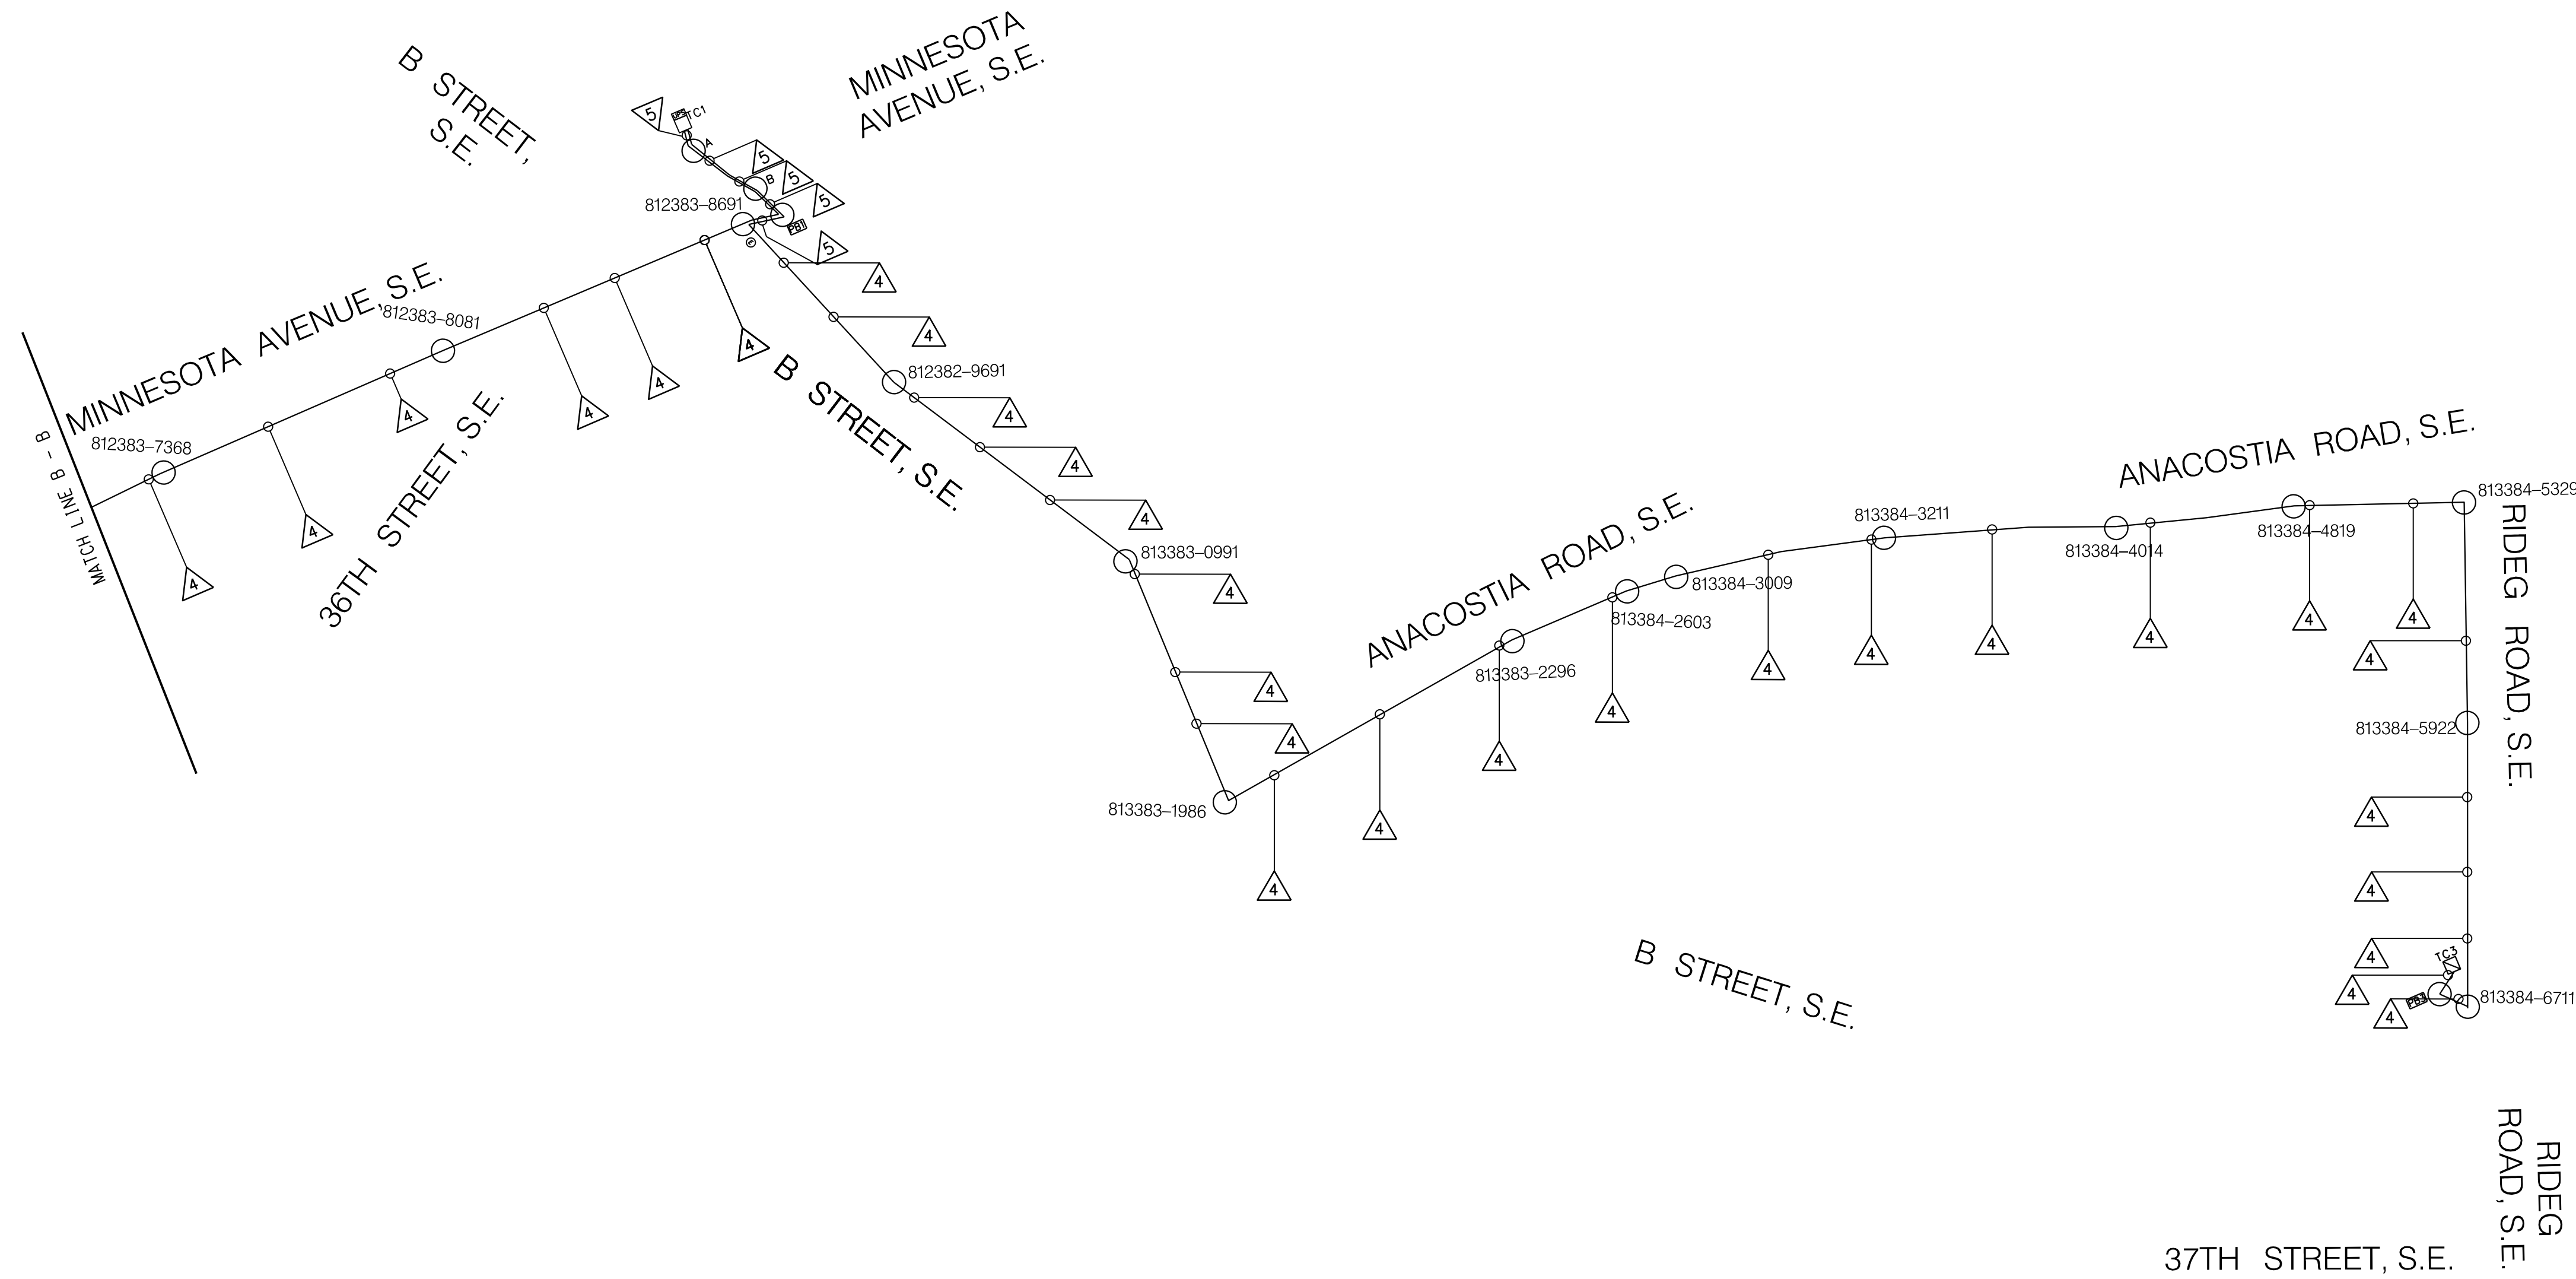 B STREET,
S.E.
MINNESOTA
AVENUE, S.E.
5
TC1
A
5
B
5
5
812383–8691
PB1
5
C
4
4
MINNESOTA AVENUE, S.E.
812383–8081
4
4
4
4
B STREET, S.E.
812382–9691
4
4
4
MATCH LINE B - B
812383–7368
4
4
36TH STREET, S.E.
813383–0991
4
4
4
813383–1986
4
4
ANACOSTIA ROAD, S.E.
813383–2296
4
813384–2603
4
813384–3009
4
813384–3211
4
4
813384–4014
4
ANACOSTIA ROAD, S.E.
813384–4819
4
4
813384–5329
RIDEG ROAD, S.E.
4
813384–5922
4
4
4
TC3
4
4
813384–6711
B STREET, S.E.
RIDEG
ROAD, S.E.
37TH STREET, S.E.